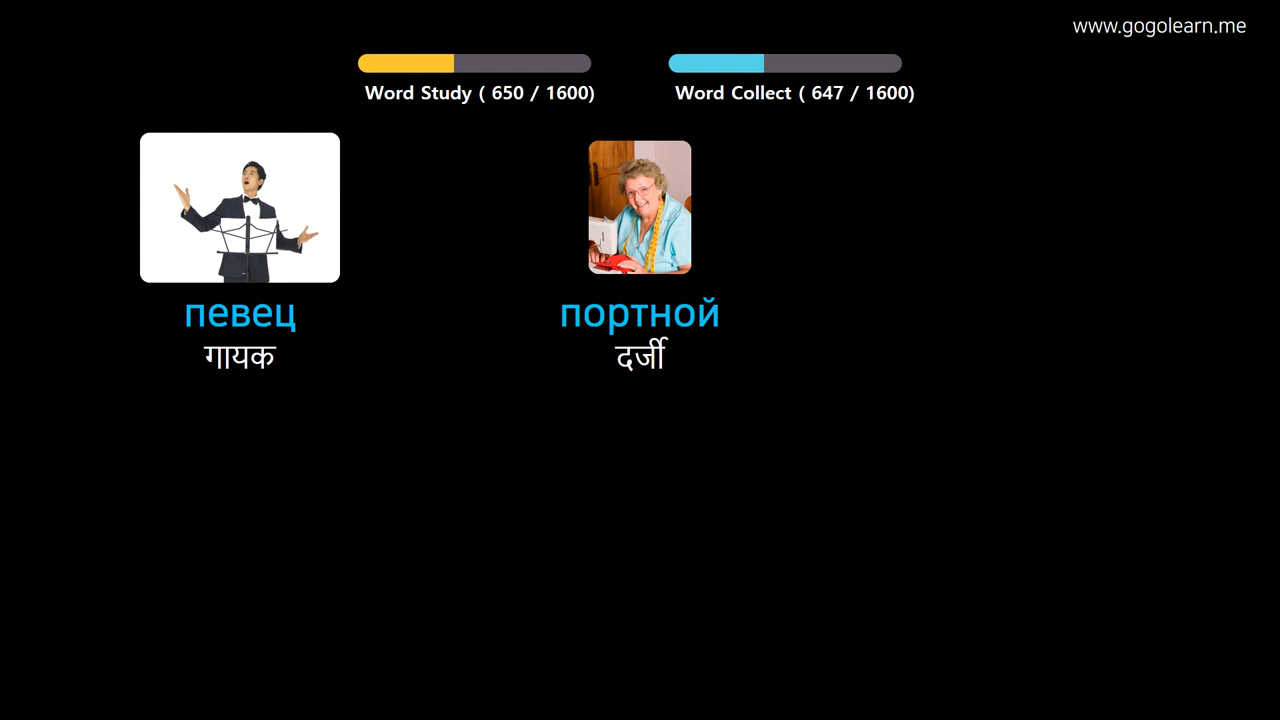 www.gogolearn.me
Word Study ( 650 / 1600)
Word Collect ( 647 / 1600)
певец
портной
गायक
दर्जी